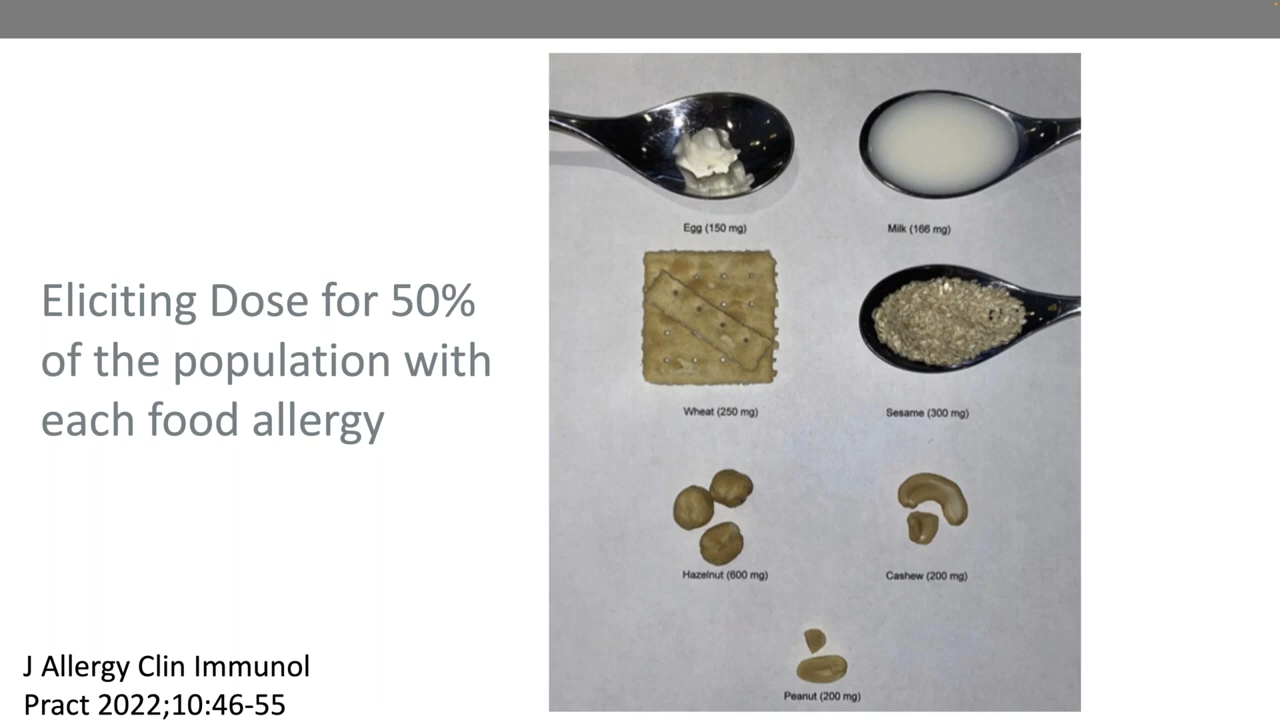 Eliciting Dose for 50%
of the population with
each food allergy
J Allergy Clin Immunol
Pract 2022;10:46-55
Egg (150 mg)
Milk (166 mg)
Wheat (250 mg)
Sesame (300 mg)
Hazelnut (600 mg)
Cashew (200 mg)
Peanut (200 mg)